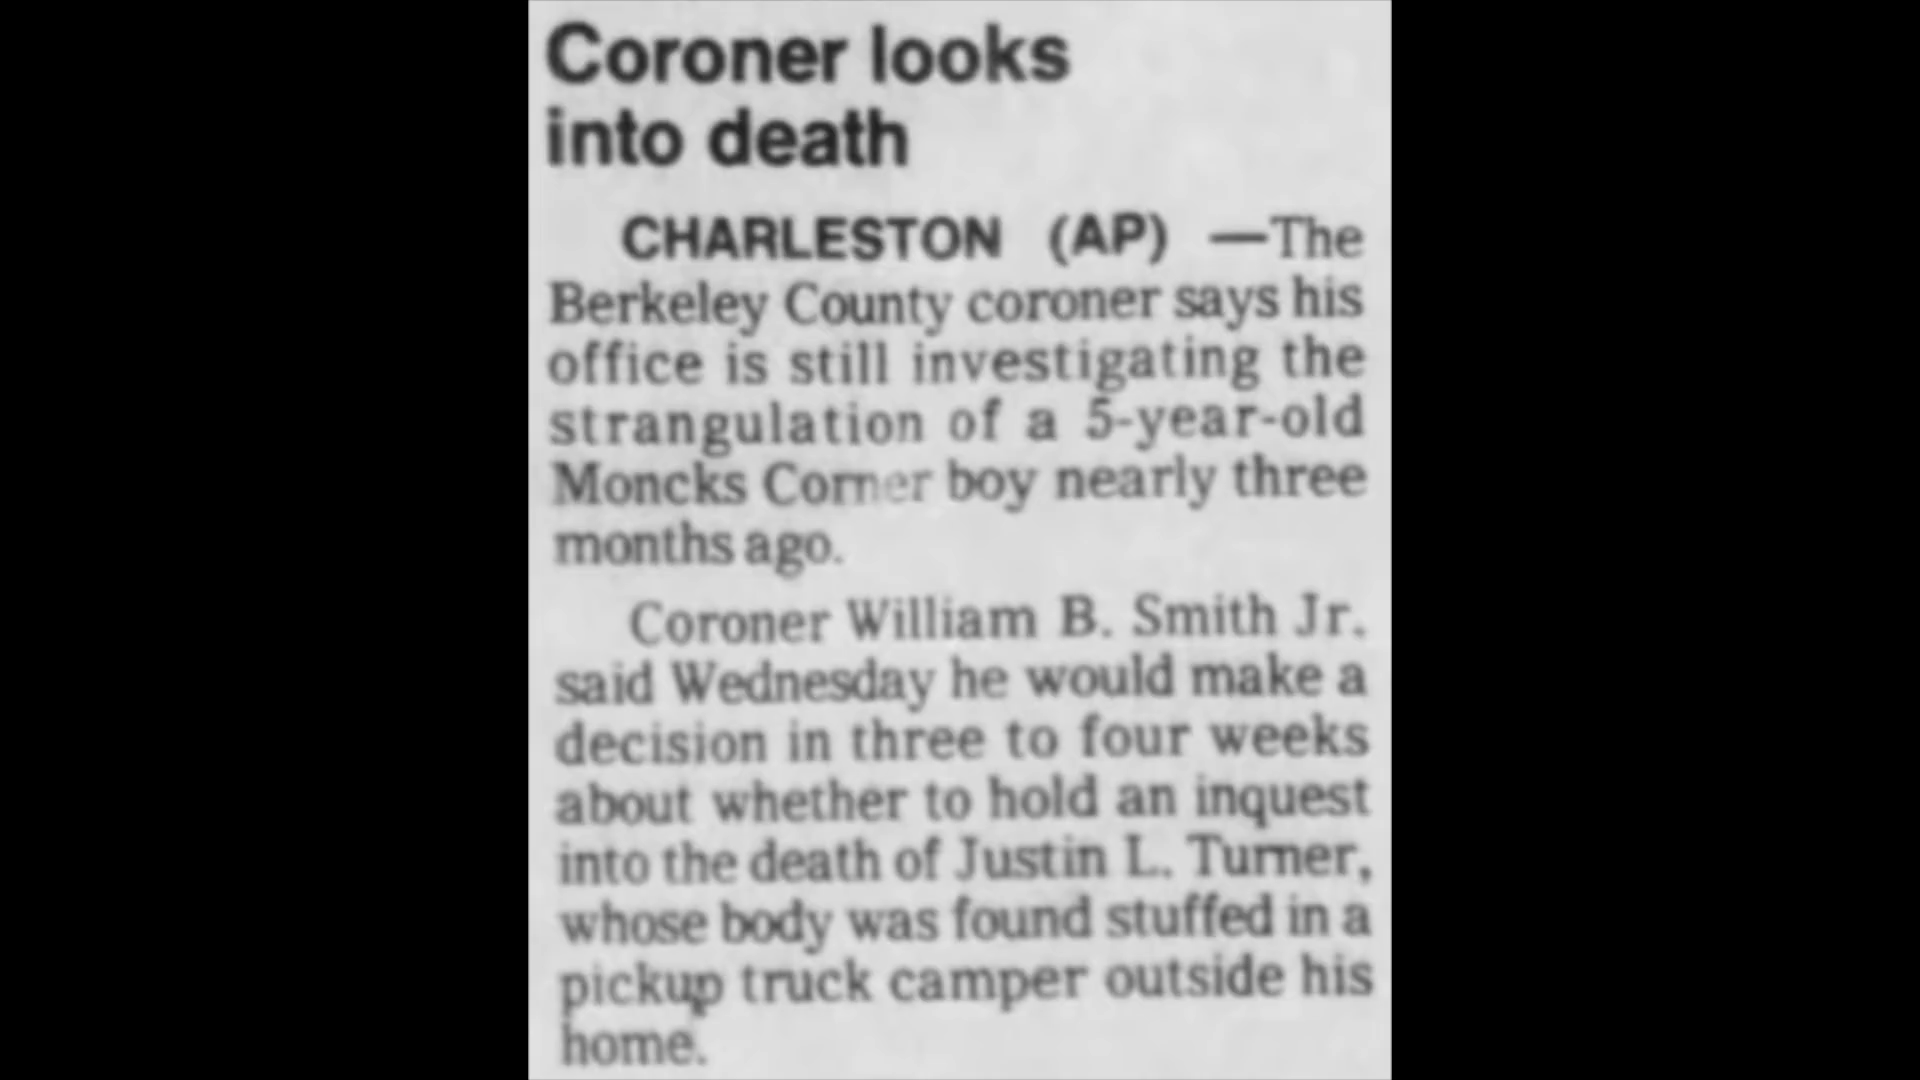 Coroner looks
into death
CHARLESTON (AP) —The
Berkeley County coroner says his
office is still investigating the
strangulation of a 5-year-old
Moncks Corner boy nearly three
months ago.
Coroner William B. Smith Jr.
said Wednesday he would make a
decision in three to four weeks
about whether to hold an inquest
into the death of Justin L. Turner,
whose body was found stuffed in a
pickup truck camper outside his
home.